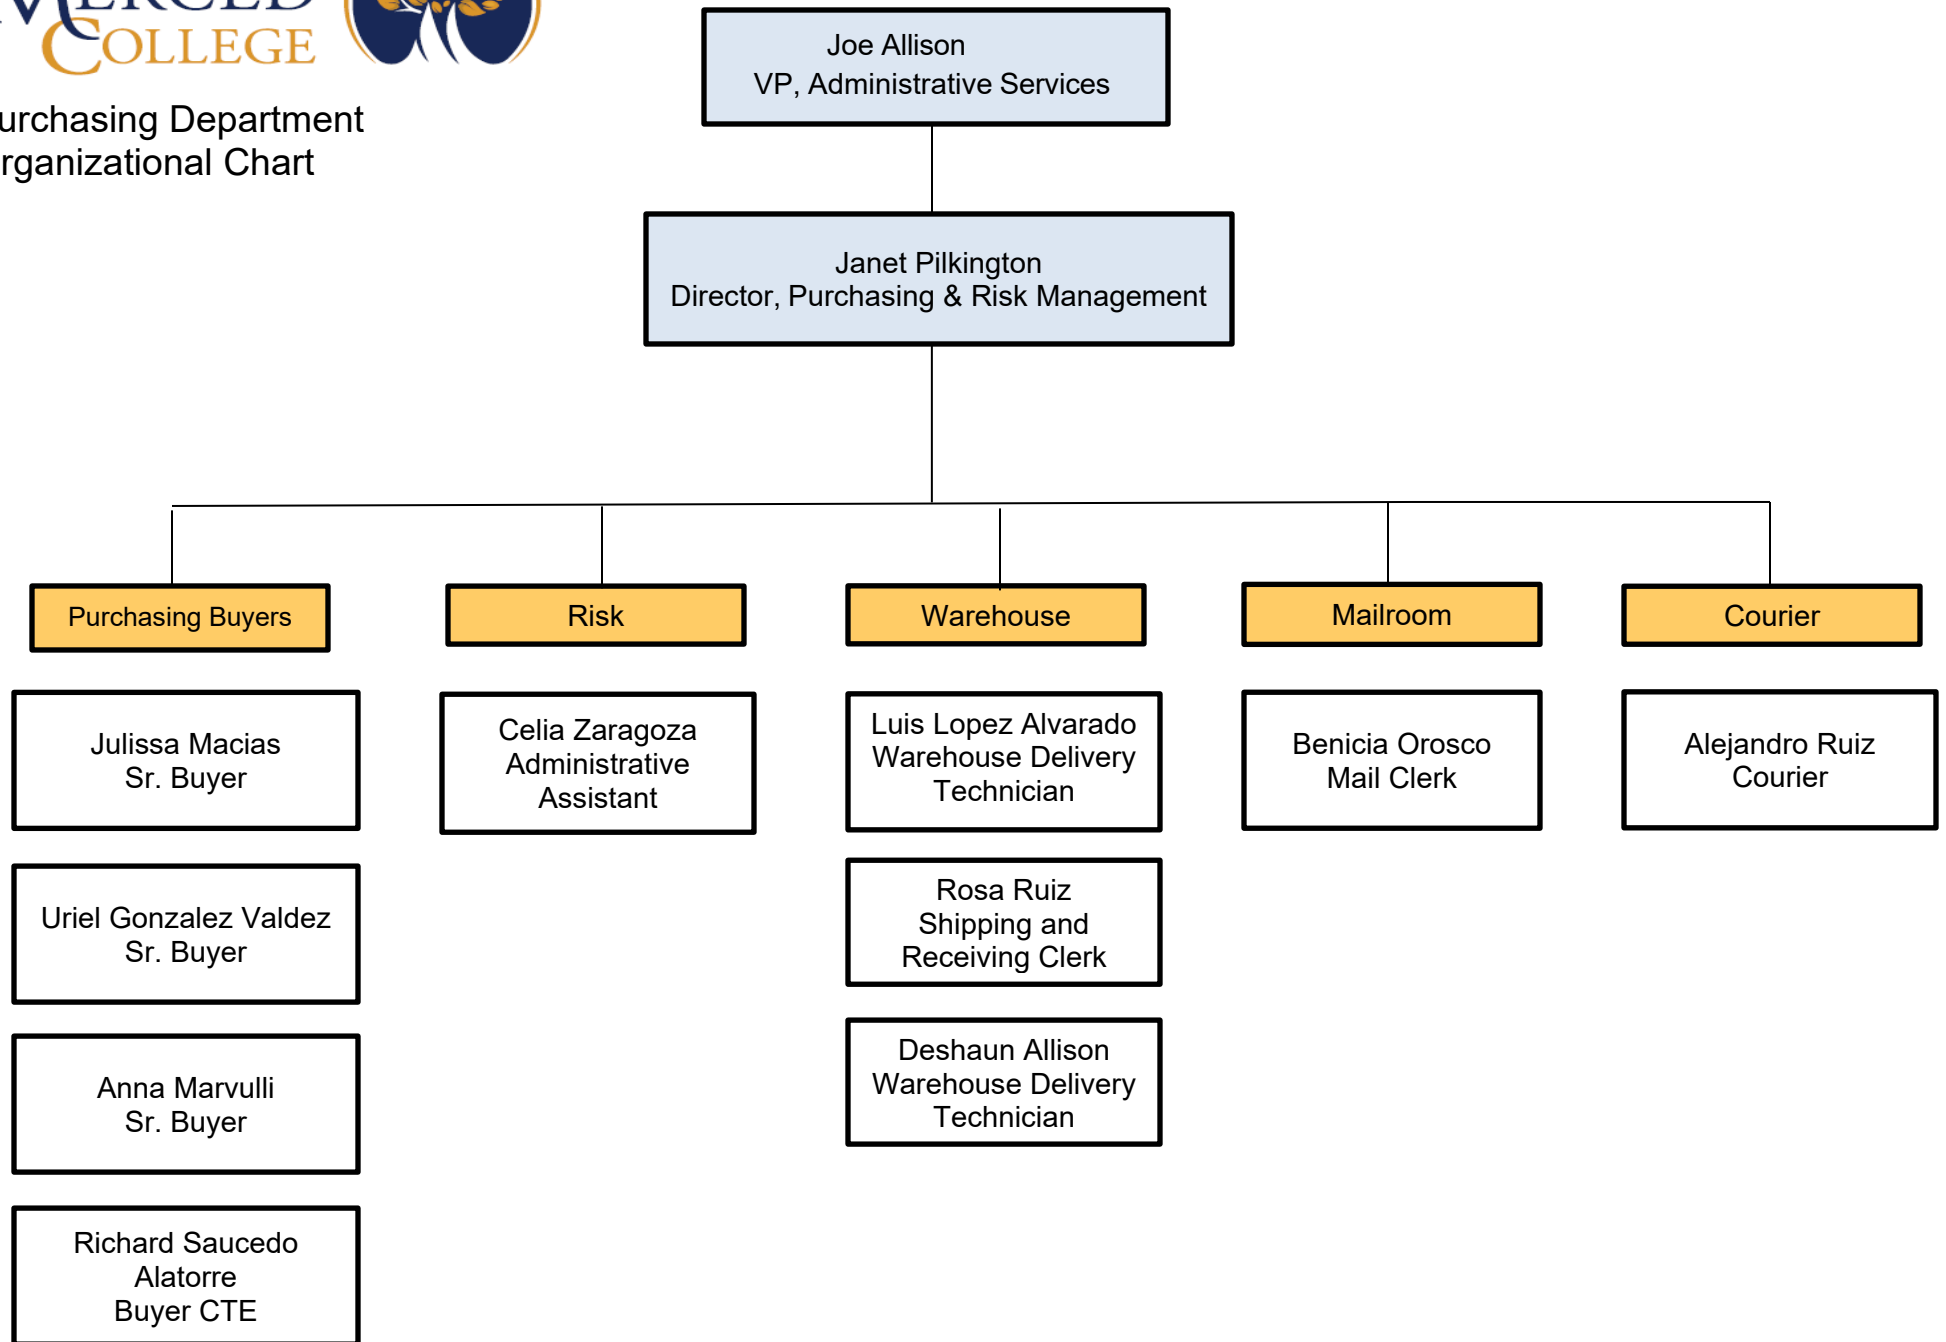 MERCED
COLLEGE
urchasing Department
rganizational Chart
Joe Allison
VP, Administrative Services
Janet Pilkington
Director, Purchasing & Risk Management
Purchasing Buyers
Risk
Warehouse
Mailroom
Courier
Julissa Macias
Sr. Buyer
Celia Zaragoza
Administrative
Assistant
Luis Lopez Alvarado
Warehouse Delivery
Technician
Benicia Orosco
Mail Clerk
Alejandro Ruiz
Courier
Uriel Gonzalez Valdez
Sr. Buyer
Rosa Ruiz
Shipping and
Receiving Clerk
Anna Marvulli
Sr. Buyer
Deshaun Allison
Warehouse Delivery
Technician
Richard Saucedo
Alatorre
Buyer CTE